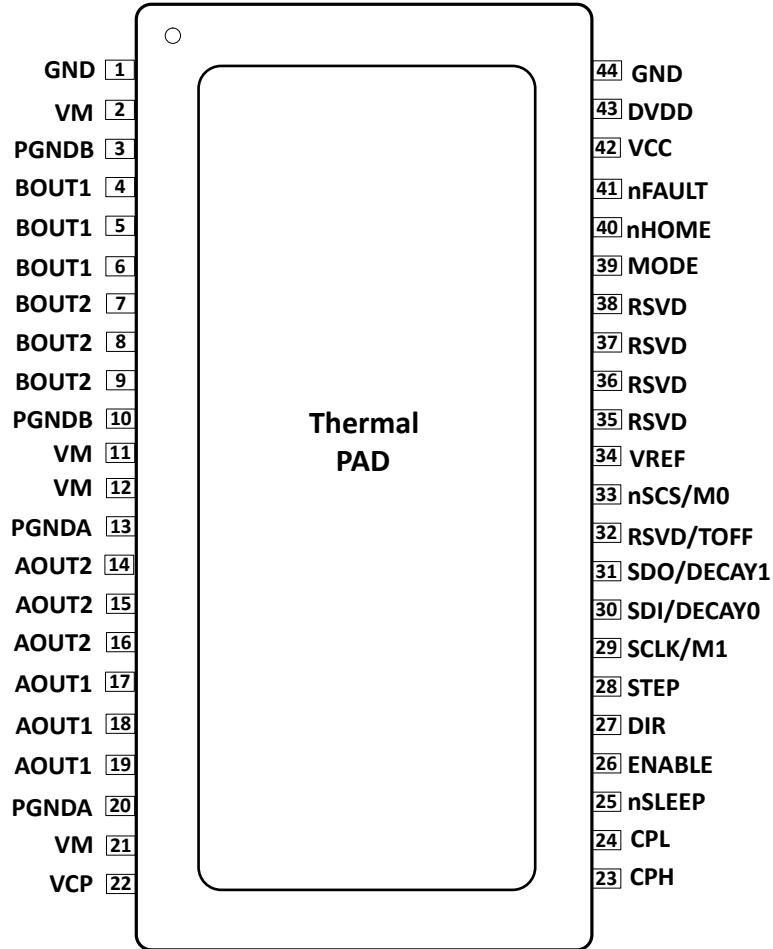 GND 1
VM 2
PGNDB 3
BOUT1 4
BOUT1 5
BOUT1 6
BOUT2 7
BOUT2 8
BOUT2 9
PGNDB 10
VM 11
VM 12
PGNDA 13
AOUT2 14
AOUT2 15
AOUT2 16
AOUT1 17
AOUT1 18
AOUT1 19
PGNDA 20
VM 21
VCP 22
Thermal
PAD
44 GND
43 DVDD
42 VCC
41 nFAULT
40 nHOME
39 MODE
38 RSVD
37 RSVD
36 RSVD
35 RSVD
34 VREF
33 nSCS/M0
32 RSVD/TOFF
31 SDO/DECAY1
30 SDI/DECAY0
29 SCLK/M1
28 STEP
27 DIR
26 ENABLE
25 nSLEEP
24 CPL
23 CPH